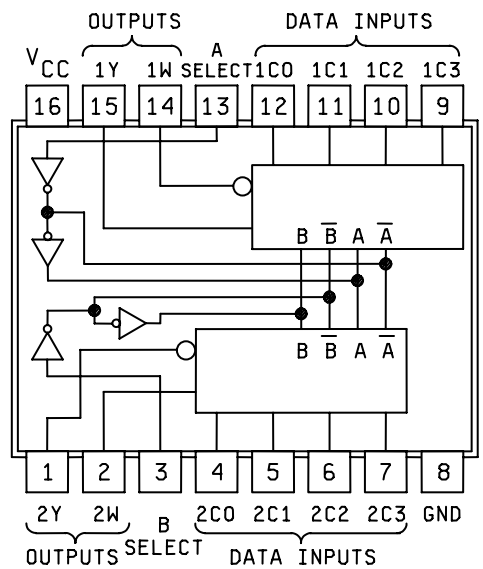 OUTPUTS DATA INPUTS
VCC 1Y 1W A SELECT 1C0 1C1 1C2 1C3
16 15 14 13 12 11 10 9
B B̅ A A̅
B B̅ A A̅
1 2 3 4 5 6 7 8
2Y 2W B SELECT 2C0 2C1 2C2 2C3 GND
OUTPUTS DATA INPUTS